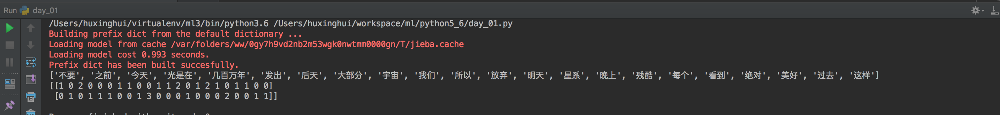 Run day_01
/Users/huxinghui/virtualenv/ml3/bin/python3.6 /Users/huxinghui/workspace/ml/python5_6/day_01.py
Building prefix dict from the default dictionary ...
Loading model from cache /var/folders/ww/0gy7h9vd2nb2m53wgk0nwtmm0000gn/T/jieba.cache
Loading model cost 0.993 seconds.
Prefix dict has been built succesfully.
['不要', '之前', '今天', '光是在', '几百万年', '发出', '后天', '大部分', '宇宙', '我们', '所以', '放弃', '明天', '星系', '晚上', '残酷', '每个', '看到', '绝对', '美好', '过去', '这样']
[[1 0 2 0 0 0 1 1 0 0 1 1 2 0 1 2 1 0 1 1 0 0]
[0 1 0 1 1 1 0 0 1 3 0 0 0 1 0 0 0 2 0 0 1 1]]